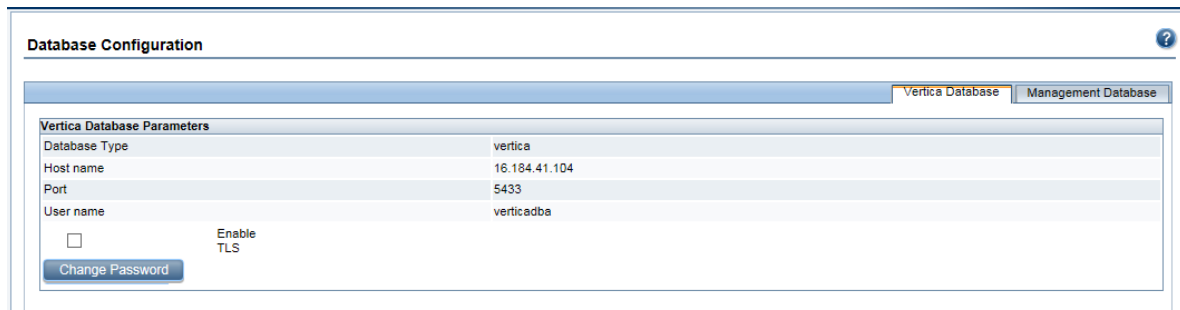 Database Configuration
?
Vertica Database Management Database
Vertica Database Parameters
Database Type vertica
Host name 16.184.41.104
Port 5433
User name verticadba
Enable
TLS
Change Password